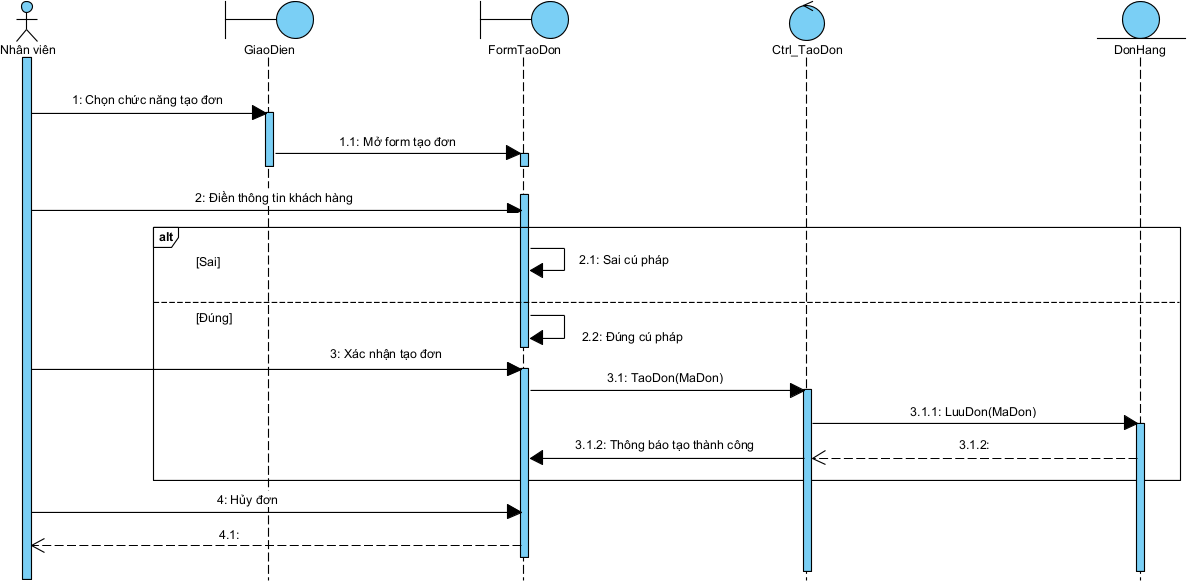 Nhân viên
GiaoDien
FormTaoDon
Ctrl_TaoDon
DonHang
1: Chọn chức năng tạo đơn
1.1: Mở form tạo đơn
2: Điền thông tin khách hàng
alt
[Sai]
2.1: Sai cú pháp
[Đúng]
2.2: Đúng cú pháp
3: Xác nhận tạo đơn
3.1: TaoDon(MaDon)
3.1.1: LuuDon(MaDon)
3.1.2: Thông báo tạo thành công
3.1.2:
4: Hủy đơn
4.1: